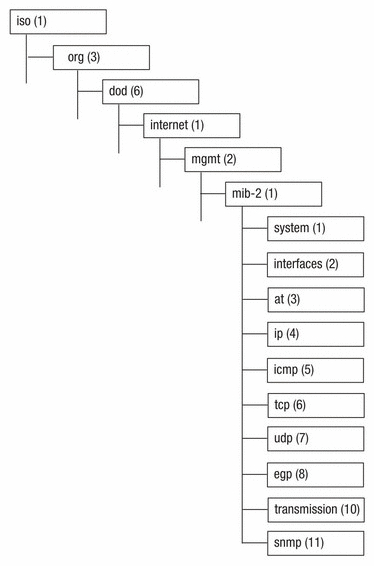 iso (1)
org (3)
dod (6)
internet (1)
mgmt (2)
mib-2 (1)
system (1)
interfaces (2)
at (3)
ip (4)
icmp (5)
tcp (6)
udp (7)
egp (8)
transmission (10)
snmp (11)